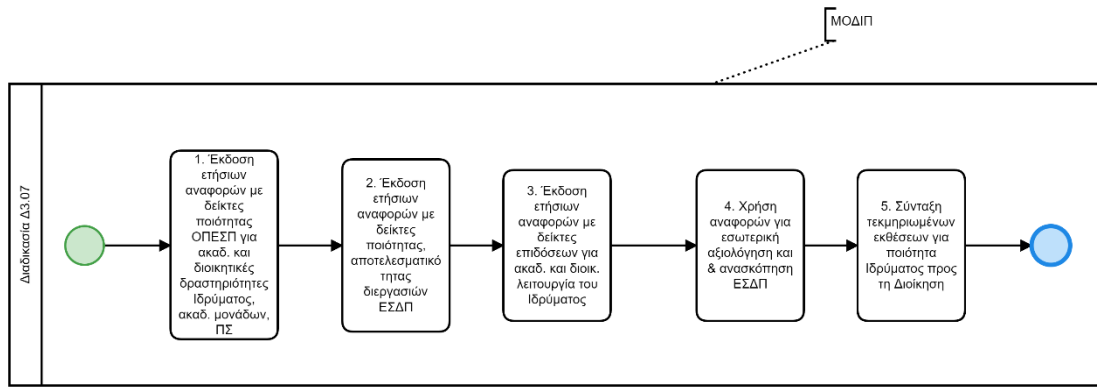 ΜΟΔΙΠ
Διαδικασία Δ3.07
1. Έκδοση
ετήσιων
αναφορών με
δείκτες
ποιότητας
ΟΠΕΣΠ για
ακαδ. και
διοικητικές
δραστηριότητες
Ιδρύματος,
ακαδ. μονάδων,
ΠΣ
2. Έκδοση
ετήσιων
αναφορών με
δείκτες
ποιότητας,
αποτελεσματικό
τητας
διεργασιών
ΕΣΔΠ
3. Έκδοση
ετήσιων
αναφορών με
δείκτες
επιδόσεων για
ακαδ. και διοικ.
λειτουργία του
Ιδρύματος
4. Χρήση
αναφορών για
εσωτερική
αξιολόγηση και
& ανασκόπηση
ΕΣΔΠ
5. Σύνταξη
τεκμηριωμένων
εκθέσεων για
ποιότητα
Ιδρύματος προς
τη Διοίκηση